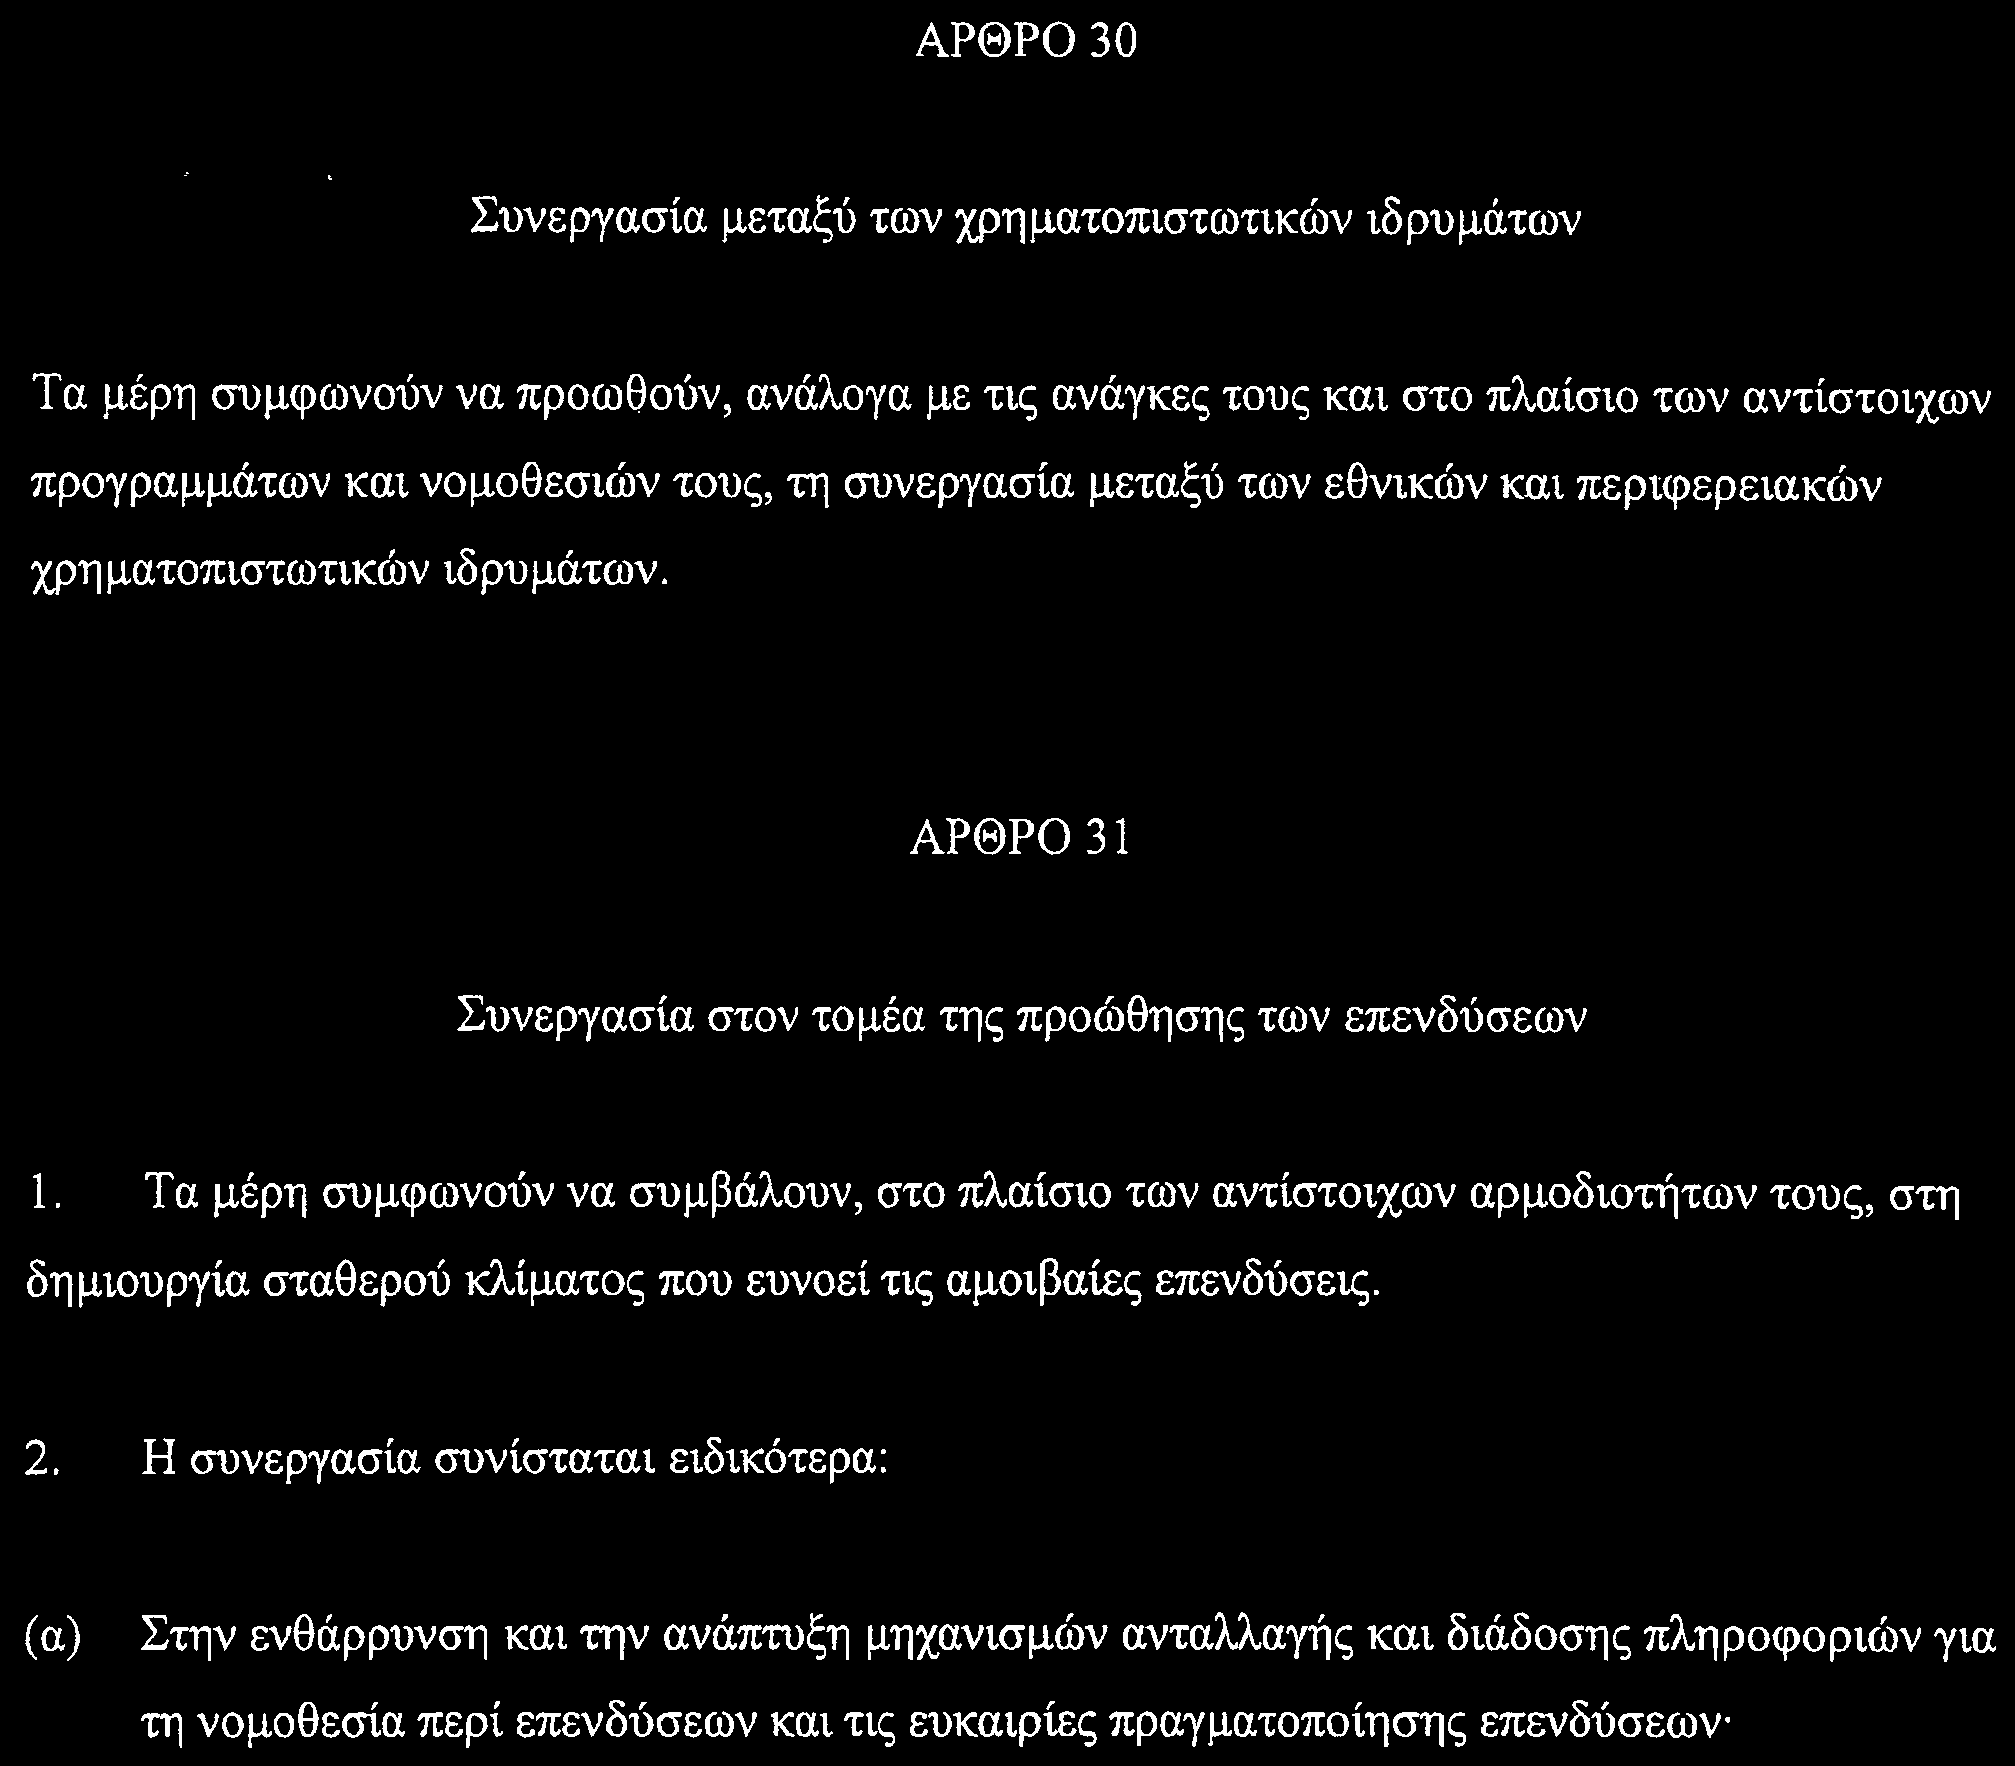 ΑΡΘΡΟ 30
Συνεργασία μεταξύ των χρηματοπιστωτικών ιδρυμάτων
Τα μέρη συμφωνούν να προωθούν, ανάλογα με τις ανάγκες τους και στο πλαίσιο των αντίστοιχων
προγραμμάτων και νομοθεσιών τους, τη συνεργασία μεταξύ των εθνικών και περιφερειακών
χρηματοπιστωτικών ιδρυμάτων.
ΑΡΘΡΟ 31
Συνεργασία στον τομέα της προώθησης των επενδύσεων
1. Τα μέρη συμφωνούν να συμβάλουν, στο πλαίσιο των αντίστοιχων αρμοδιοτήτων τους, στη
δημιουργία σταθερού κλίματος που ευνοεί τις αμοιβαίες επενδύσεις.
2. Η συνεργασία συνίσταται ειδικότερα:
(α) Στην ενθάρρυνση και την ανάπτυξη μηχανισμών ανταλλαγής και διάδοσης πληροφοριών για
τη νομοθεσία περί επενδύσεων και τις ευκαιρίες πραγματοποίησης επενδύσεων·